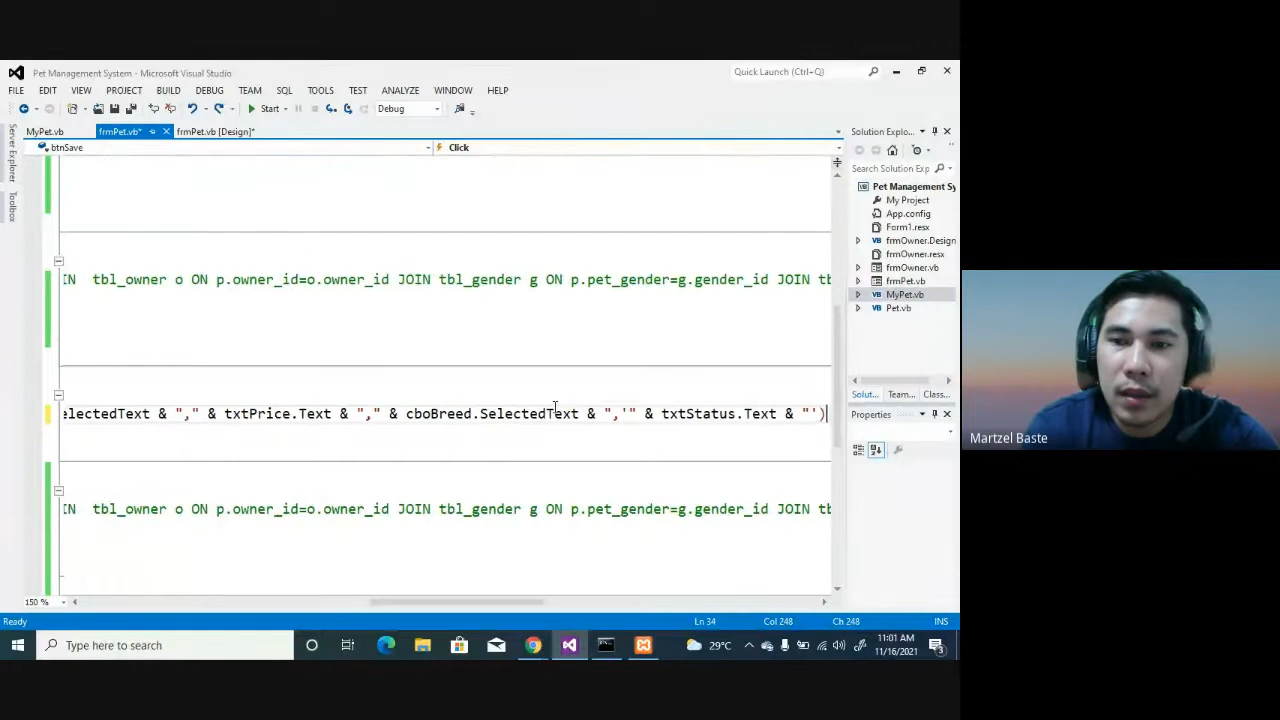 Pet Management System - Microsoft Visual Studio
Quick Launch (Ctrl+Q)
FILE EDIT VIEW PROJECT BUILD DEBUG TEAM SQL TOOLS TEST ANALYZE WINDOW HELP
Start Debug
Server Explorer
Toolbox
MyPet.vb frmPet.vb* frmPet.vb [Design]*
btnSave Click
IN  tbl_owner o ON p.owner_id=o.owner_id JOIN tbl_gender g ON p.pet_gender=g.gender_id JOIN tb
electedText & "," & txtPrice.Text & "," & cboBreed.SelectedText & ",'" & txtStatus.Text & "')
IN  tbl_owner o ON p.owner_id=o.owner_id JOIN tbl_gender g ON p.pet_gender=g.gender_id JOIN tb
150 %
Solution Explo...
Search Solution Exp
Pet Management Sy
My Project
App.config
Form1.resx
frmOwner.Design
frmOwner.resx
frmOwner.vb
frmPet.vb
MyPet.vb
Pet.vb
Solut... Team... Class...
Properties
Martzel Baste
Ready Ln 34 Col 248 Ch 248 INS
Type here to search
29°C
11:01 AM
11/16/2021
3